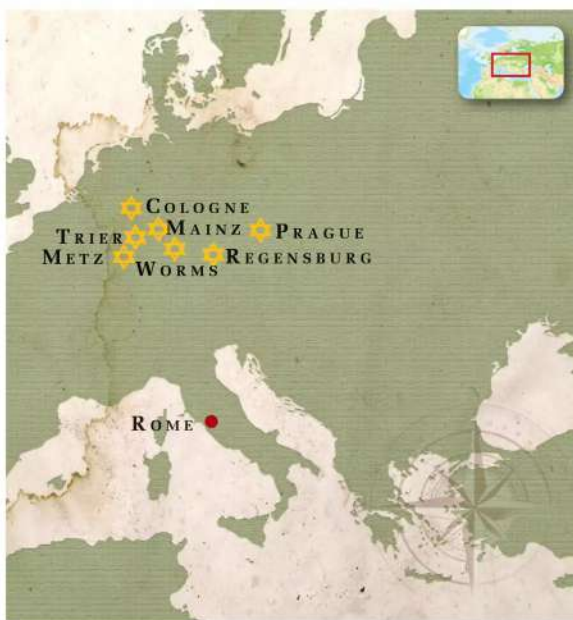 COLOGNE
MAINZ
TRIER
PRAGUE
METZ
WORMS
REGENSBURG
ROME